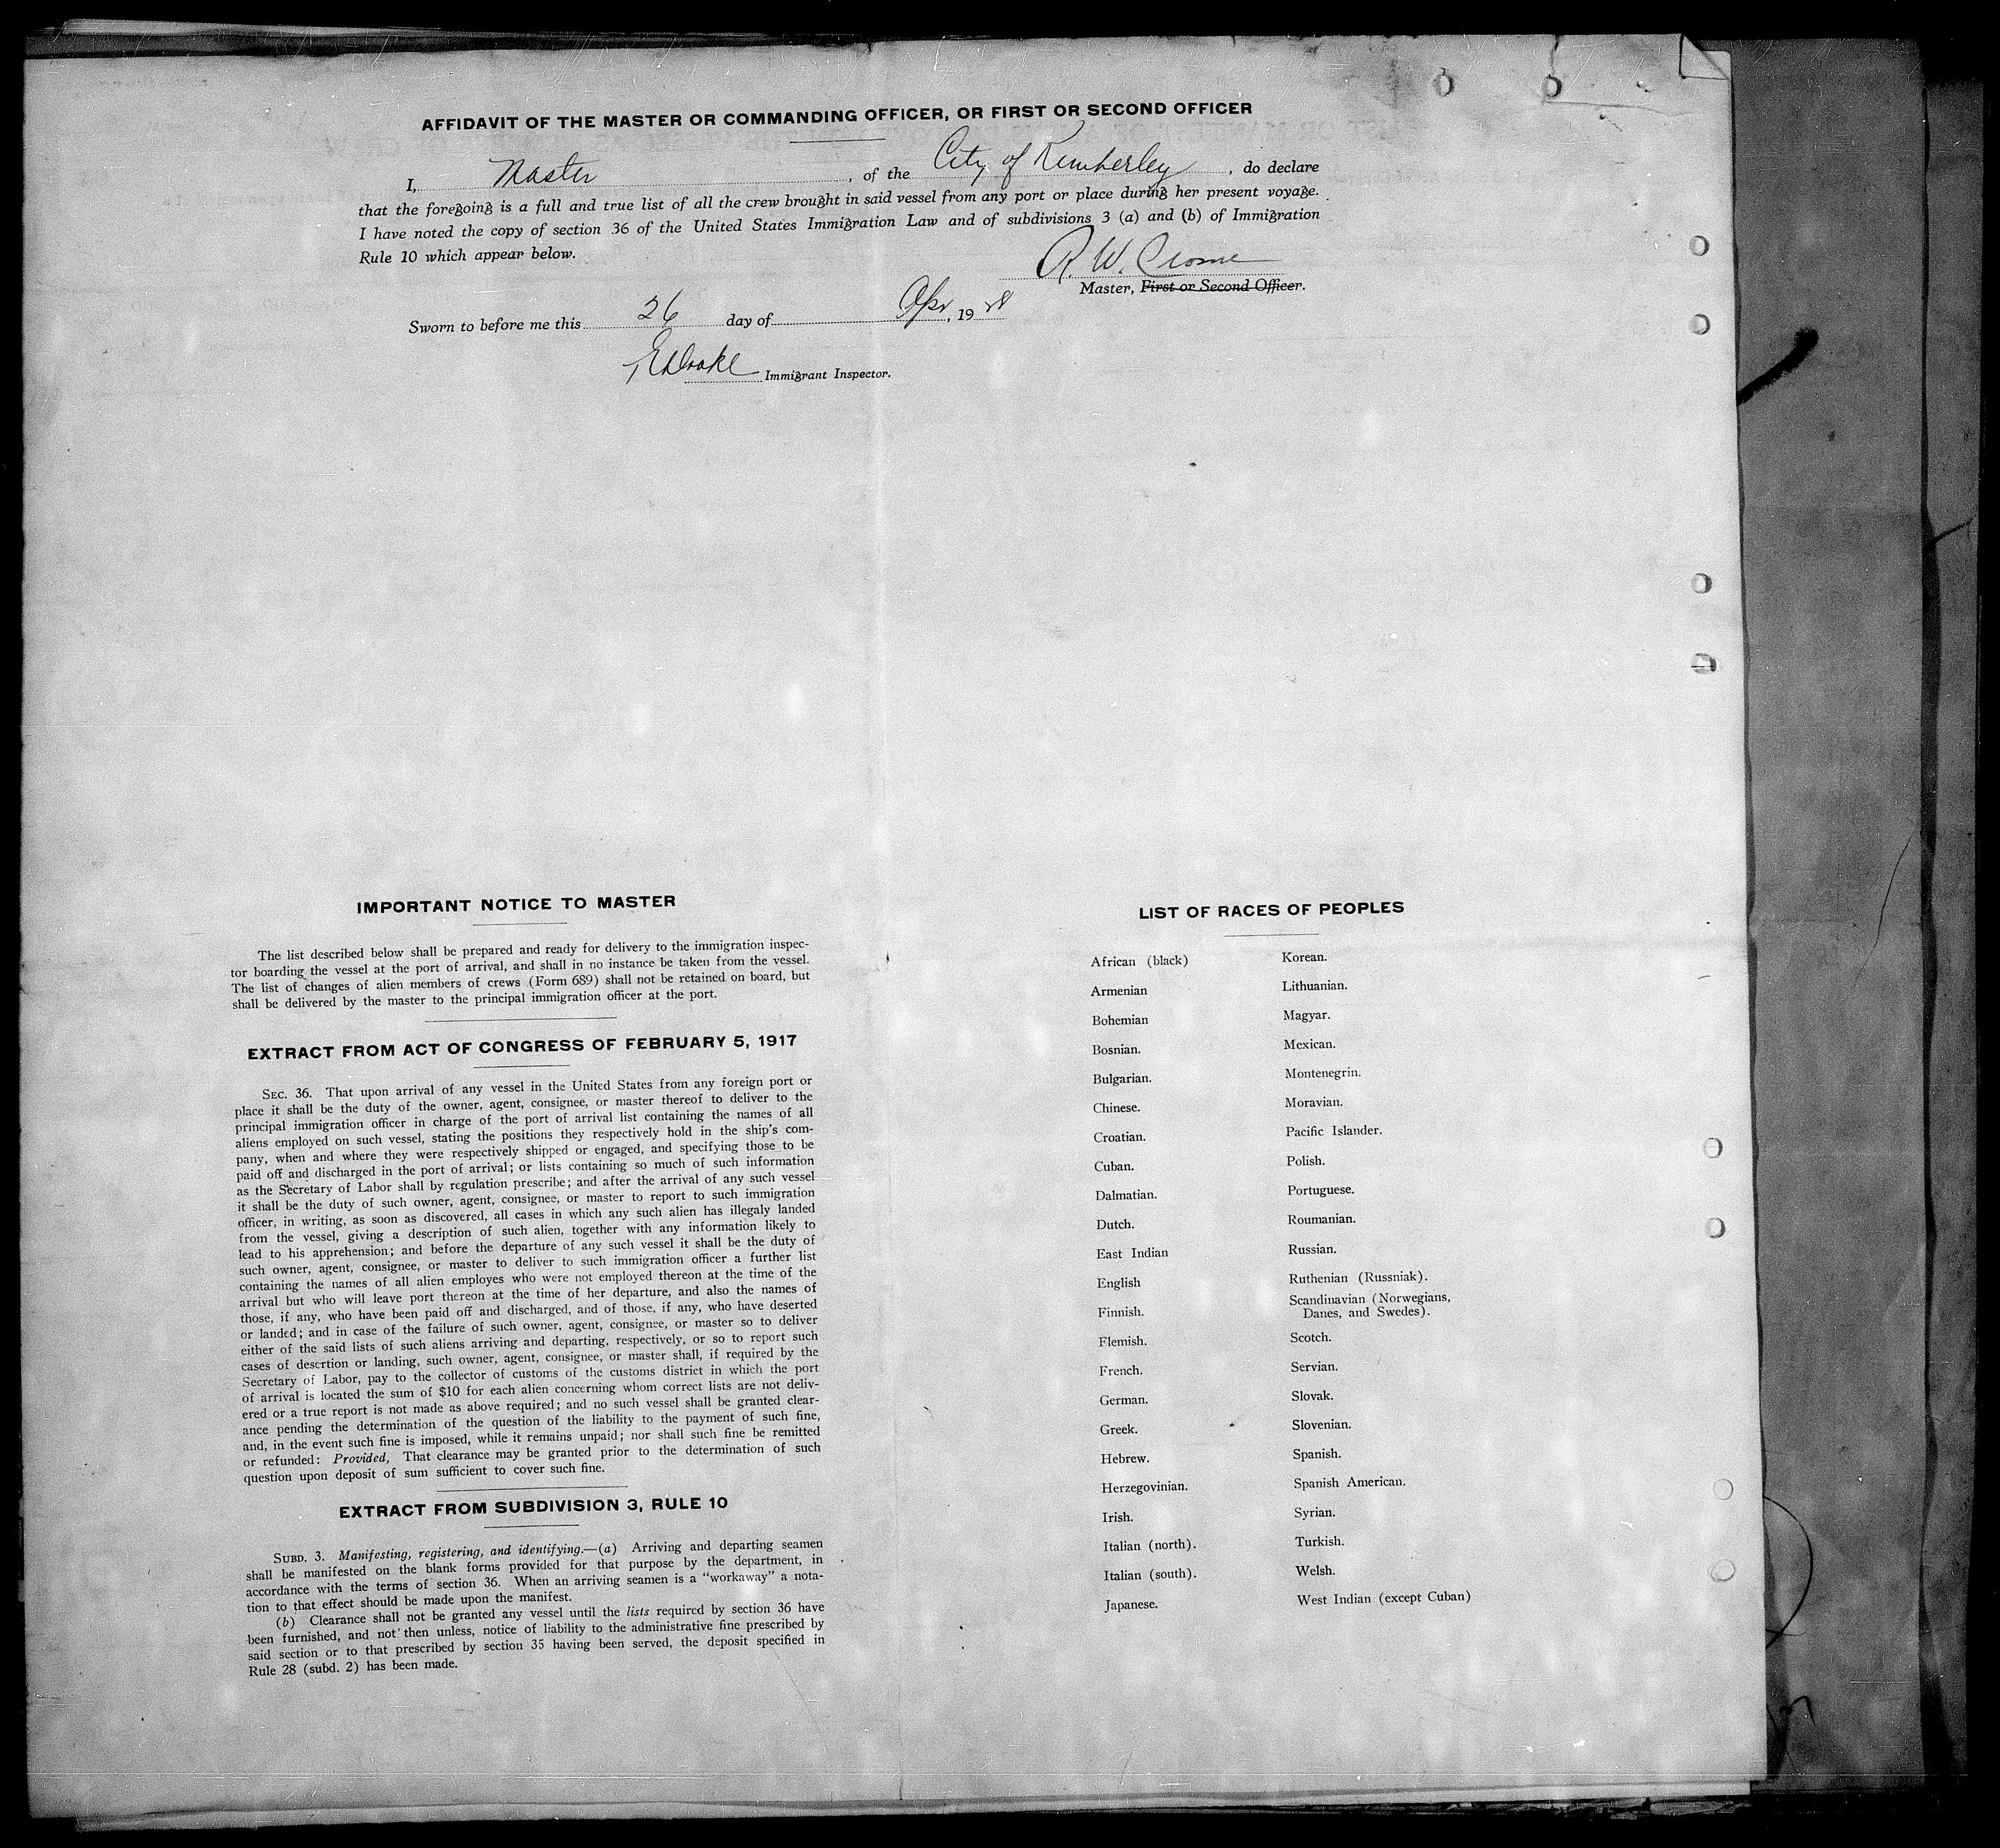 AFFIDAVIT OF THE MASTER OR COMMANDING OFFICER, OR FIRST OR SECOND OFFICER
I, Master, of the City of Kimberley, do declare
that the foregoing is a full and true list of all the crew brought in said vessel from any port or place during her present voyage.
I have noted the copy of section 36 of the United States Immigration Law and of subdivisions 3 (a) and (b) of Immigration
Rule 10 which appear below.
R. W. Crome
Master, First or Second Officer.
Sworn to before me this 26 day of Apr, 19 28
Drake Immigrant Inspector.
IMPORTANT NOTICE TO MASTER
The list described below shall be prepared and ready for delivery to the immigration inspec-
tor boarding the vessel at the port of arrival, and shall in no instance be taken from the vessel.
The list of changes of alien members of crews (Form 689) shall not be retained on board, but
shall be delivered by the master to the principal immigration officer at the port.
EXTRACT FROM ACT OF CONGRESS OF FEBRUARY 5, 1917
SEC. 36. That upon arrival of any vessel in the United States from any foreign port or
place it shall be the duty of the owner, agent, consignee, or master thereof to deliver to the
principal immigration officer in charge of the port of arrival list containing the names of all
aliens employed on such vessel, stating the positions they respectively hold in the ship's com-
pany, when and where they were respectively shipped or engaged, and specifying those to be
paid off and discharged in the port of arrival; or lists containing so much of such information
as the Secretary of Labor shall by regulation prescribe; and after the arrival of any such vessel
it shall be the duty of such owner, agent, consignee, or master to report to such immigration
officer, in writing, as soon as discovered, all cases in which any such alien has illegaly landed
from the vessel, giving a description of such alien, together with any information likely to
lead to his apprehension; and before the departure of any such vessel it shall be the duty of
such owner, agent, consignee, or master to deliver to such immigration officer a further list
containing the names of all alien employes who were not employed thereon at the time of the
arrival but who will leave port thereon at the time of her departure, and also the names of
those, if any, who have been paid off and discharged, and of those, if any, who have deserted
or landed; and in case of the failure of such owner, agent, consignee, or master so to deliver
either of the said lists of such aliens arriving and departing, respectively, or so to report such
cases of desertion or landing, such owner, agent, consignee, or master shall, if required by the
Secretary of Labor, pay to the collector of customs of the customs district in which the port
of arrival is located the sum of $10 for each alien concerning whom correct lists are not deliv-
ered or a true report is not made as above required; and no such vessel shall be granted clear-
ance pending the determination of the question of the liability to the payment of such fine,
and, in the event such fine is imposed, while it remains unpaid; nor shall such fine be remitted
or refunded: Provided, That clearance may be granted prior to the determination of such
question upon deposit of sum sufficient to cover such fine.
EXTRACT FROM SUBDIVISION 3, RULE 10
SUBD. 3. Manifesting, registering, and identifying.—(a) Arriving and departing seamen
shall be manifested on the blank forms provided for that purpose by the department, in
accordance with the terms of section 36. When an arriving seamen is a "workaway" a nota-
tion to that effect should be made upon the manifest.
(b) Clearance shall not be granted any vessel until the lists required by section 36 have
been furnished, and not then unless, notice of liability to the administrative fine prescribed by
said section or to that prescribed by section 35 having been served, the deposit specified in
Rule 28 (subd. 2) has been made.
LIST OF RACES OF PEOPLES
African (black)
Armenian
Bohemian
Bosnian.
Bulgarian.
Chinese.
Croatian.
Cuban.
Dalmatian.
Dutch.
East Indian
English
Finnish.
Flemish.
French.
German.
Greek.
Hebrew.
Herzegovinian.
Irish.
Italian (north).
Italian (south).
Japanese.
Korean.
Lithuanian.
Magyar.
Mexican.
Montenegrin.
Moravian.
Pacific Islander.
Polish.
Portuguese.
Roumanian.
Russian.
Ruthenian (Russniak).
Scandinavian (Norwegians,
Danes, and Swedes).
Scotch.
Servian.
Slovak.
Slovenian.
Spanish.
Spanish American.
Syrian.
Turkish.
Welsh.
West Indian (except Cuban)